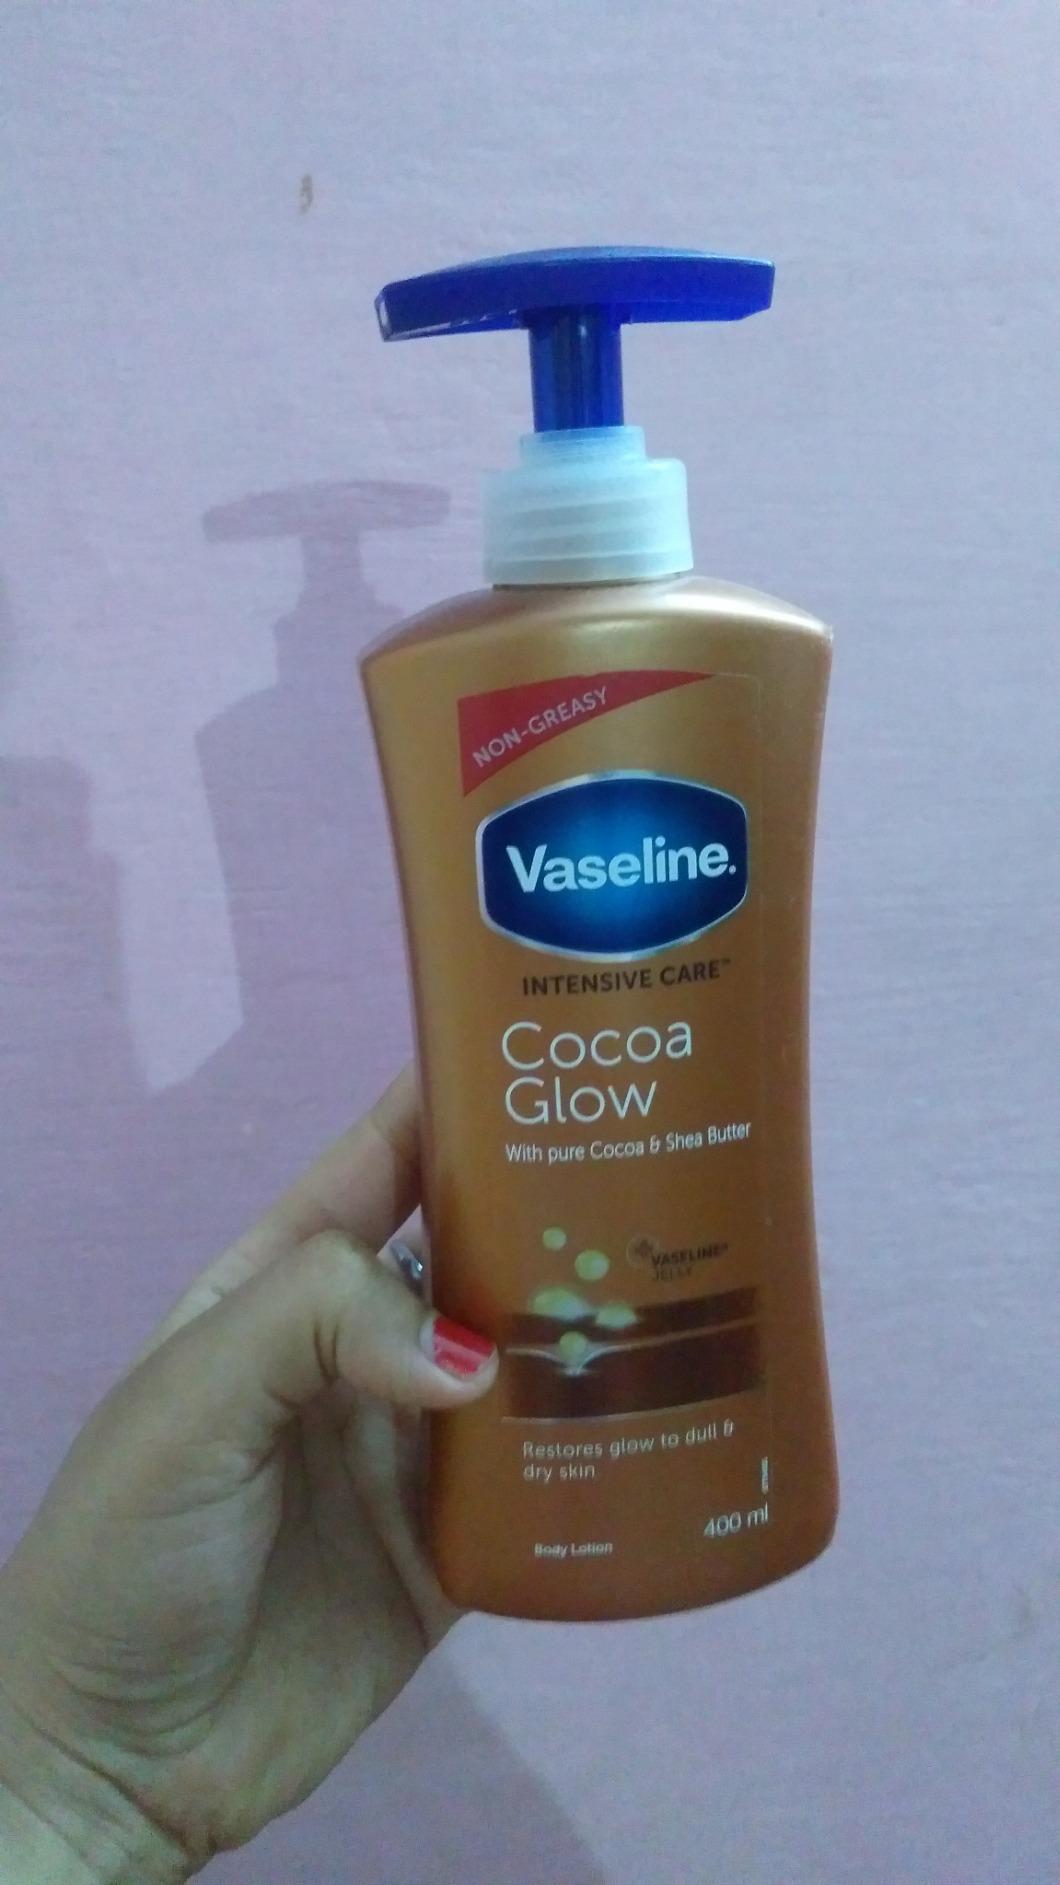 NON-GREASY
Vaseline.
INTENSIVE CARE™
Cocoa
Glow
With pure Cocoa & Shea Butter
VASELINE®
JELLY
Restores glow to dull &
dry skin
400 ml
Body Lotion